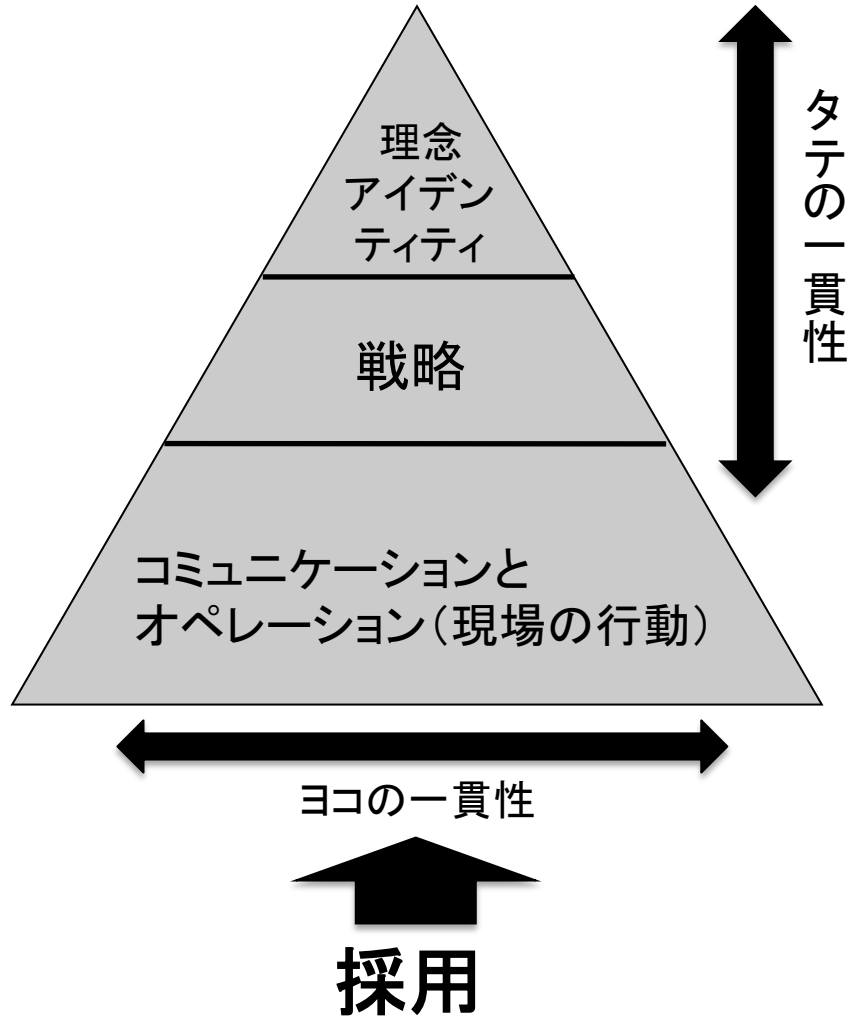 理念
アイデン
ティティ
戦略
コミュニケーションと
オペレーション（現場の行動）
タテの一貫性
ヨコの一貫性
採用